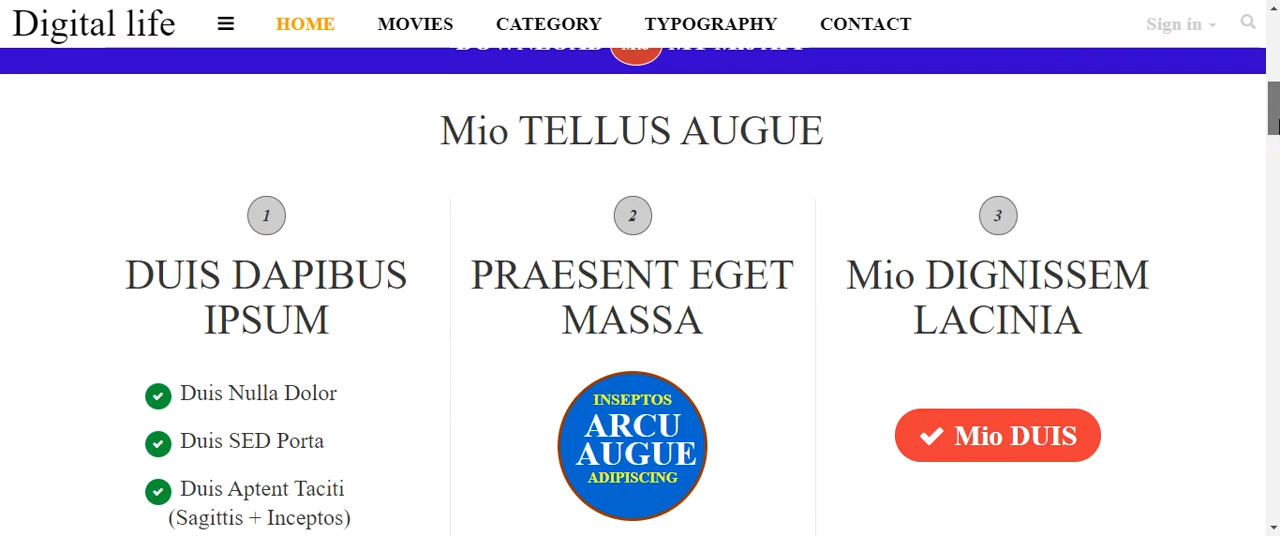 Digital life
HOME
MOVIES
CATEGORY
TYPOGRAPHY
CONTACT
Sign in
Mio TELLUS AUGUE
1
DUIS DAPIBUS
IPSUM
Duis Nulla Dolor
Duis SED Porta
Duis Aptent Taciti
(Sagittis + Inceptos)
2
PRAESENT EGET
MASSA
INSEPTOS
ARCU
AUGUE
ADIPISCING
3
Mio DIGNISSEM
LACINIA
Mio DUIS